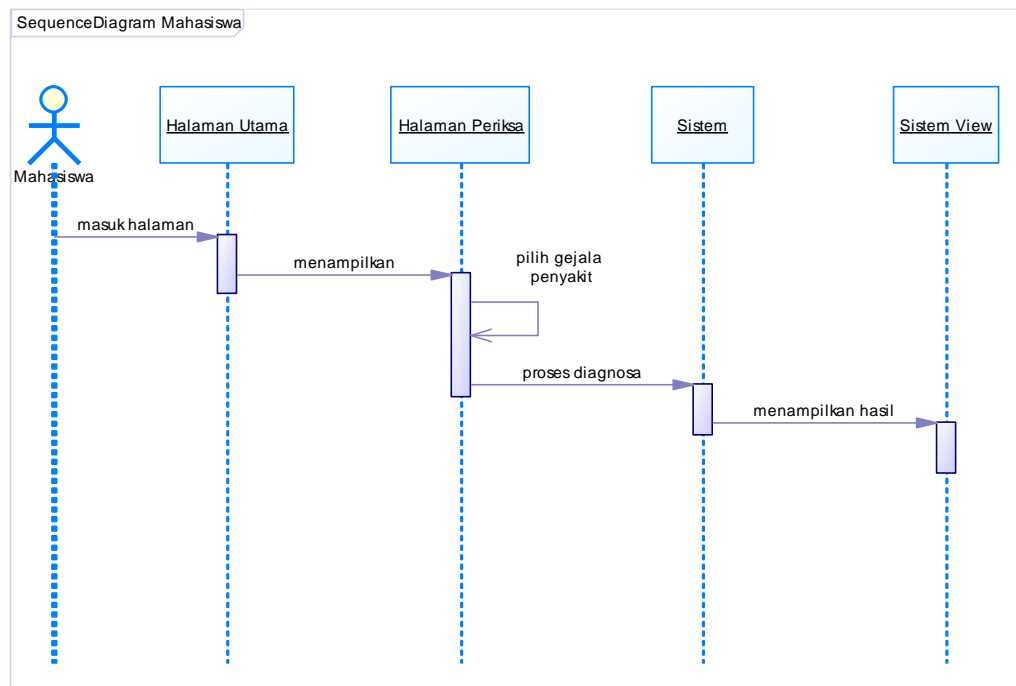 SequenceDiagram Mahasiswa
Mahasiswa
Halaman Utama
Halaman Periksa
Sistem
Sistem View
masuk halaman
menampilkan
pilih gejala
penyakit
proses diagnosa
menampilkan hasil